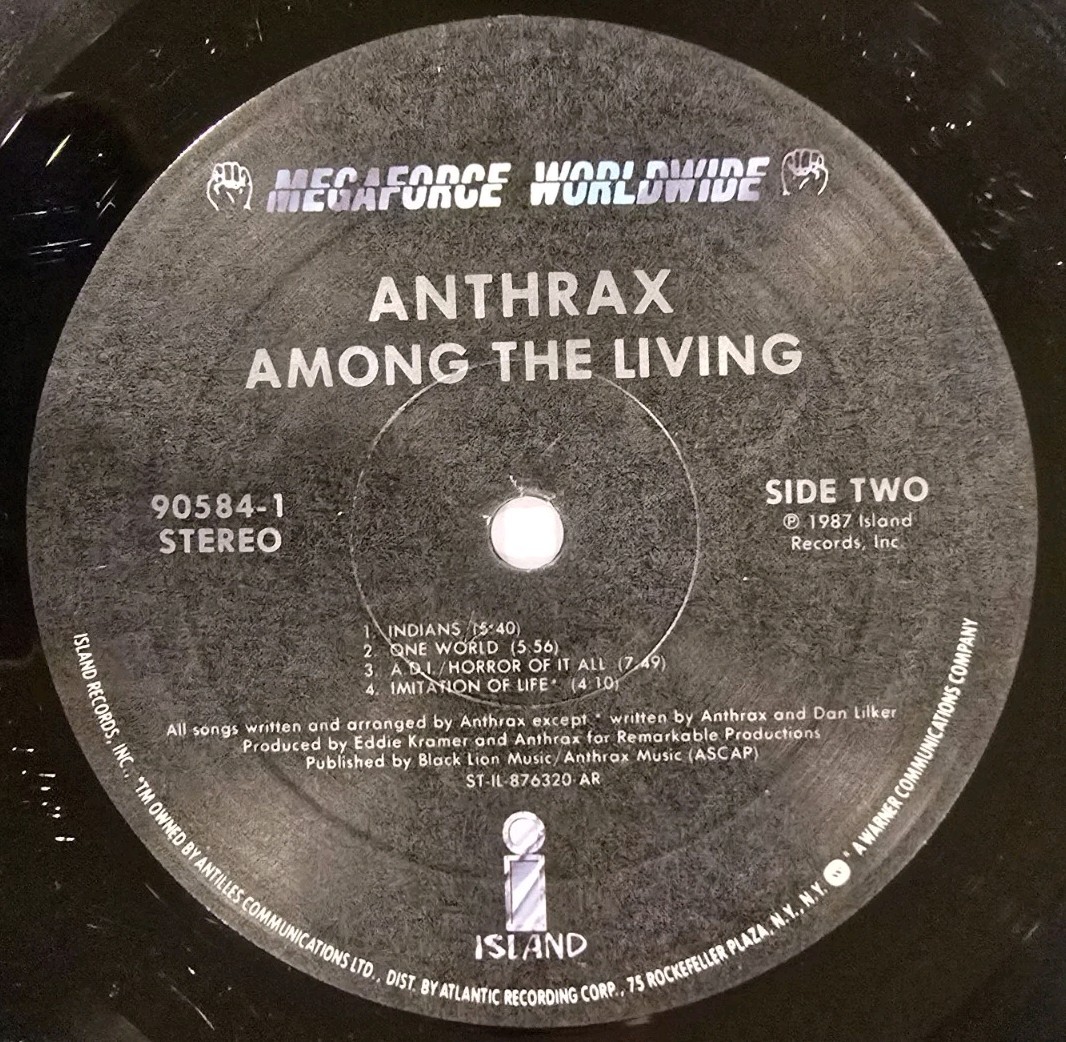 MEGAFORCE WORLDWIDE
ANTHRAX
AMONG THE LIVING
90584-1
STEREO
SIDE TWO
℗ 1987 Island
Records, Inc.
1. INDIANS (5:40)
2. ONE WORLD (5:56)
3. A.D.I./HORROR OF IT ALL (7:49)
4. IMITATION OF LIFE* (4:10)
All songs written and arranged by Anthrax except * written by Anthrax and Dan Lilker
Produced by Eddie Kramer and Anthrax for Remarkable Productions
Published by Black Lion Music/Anthrax Music (ASCAP)
ST-IL-876320-AR
ISLAND
ISLAND RECORDS, INC., *TM OWNED BY ANTILLES COMMUNICATIONS LTD., DIST. BY ATLANTIC RECORDING CORP., 75 ROCKEFELLER PLAZA, N.Y., N.Y. * A WARNER COMMUNICATIONS COMPANY